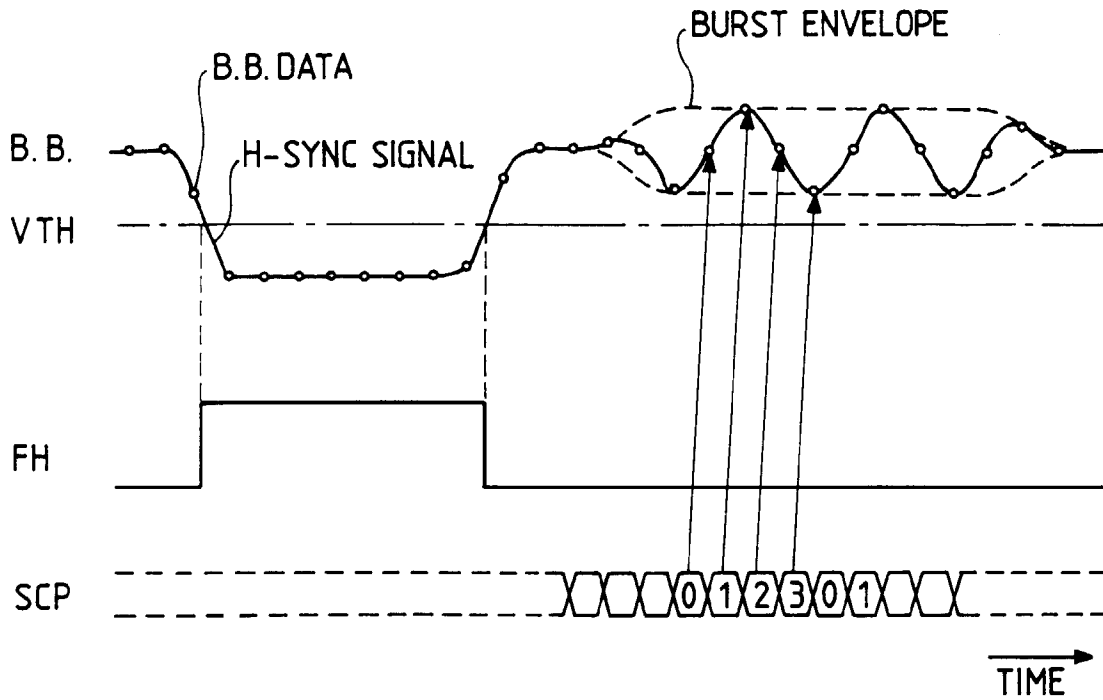 BURST ENVELOPE
B.B. DATA
B.B.
H-SYNC SIGNAL
VTH
FH
SCP
0 1 2 3 0 1
TIME